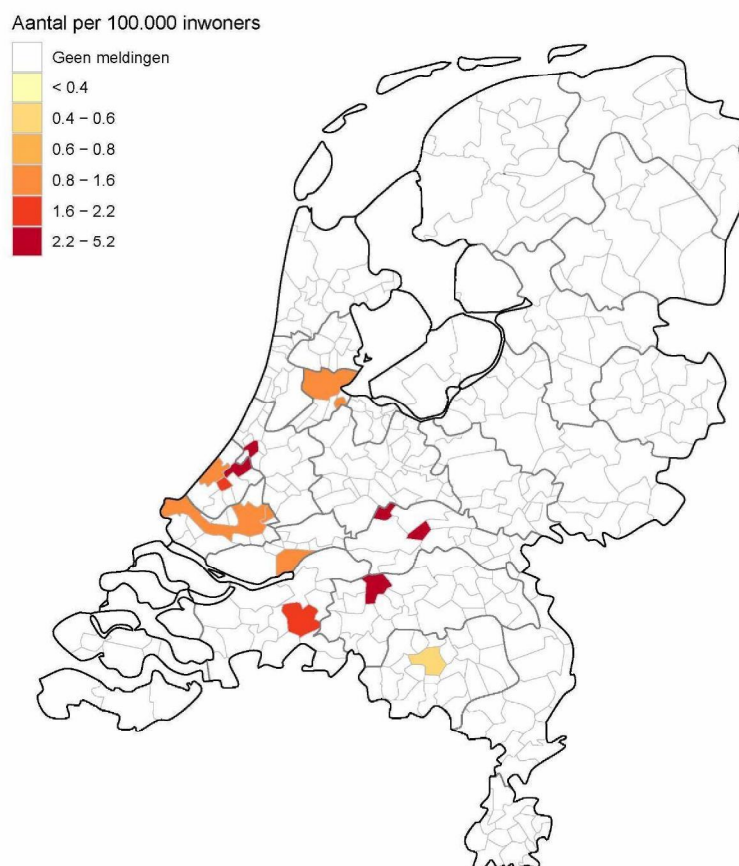 Aantal per 100.000 inwoners
Geen meldingen
< 0.4
0.4 – 0.6
0.6 – 0.8
0.8 – 1.6
1.6 – 2.2
2.2 – 5.2